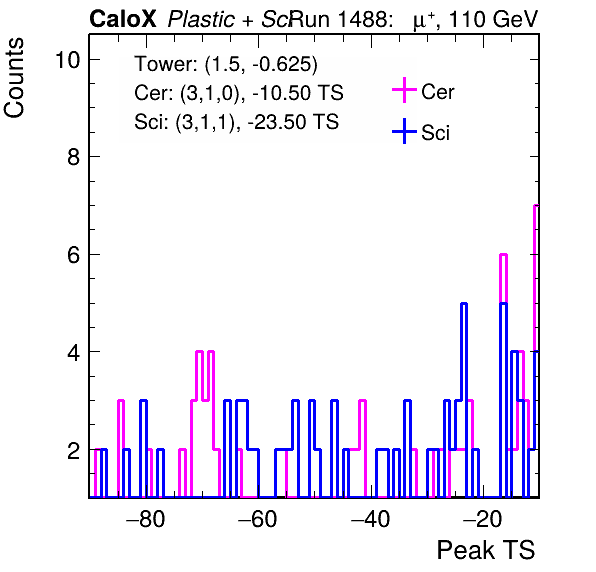 CaloX Plastic + Sci Run 1488: μ⁺, 110 GeV
Counts
Tower: (1.5, -0.625)
Cer: (3,1,0), -10.50 TS
Sci: (3,1,1), -23.50 TS
Cer
Sci
10
8
6
4
2
−80 −60 −40 −20
Peak TS